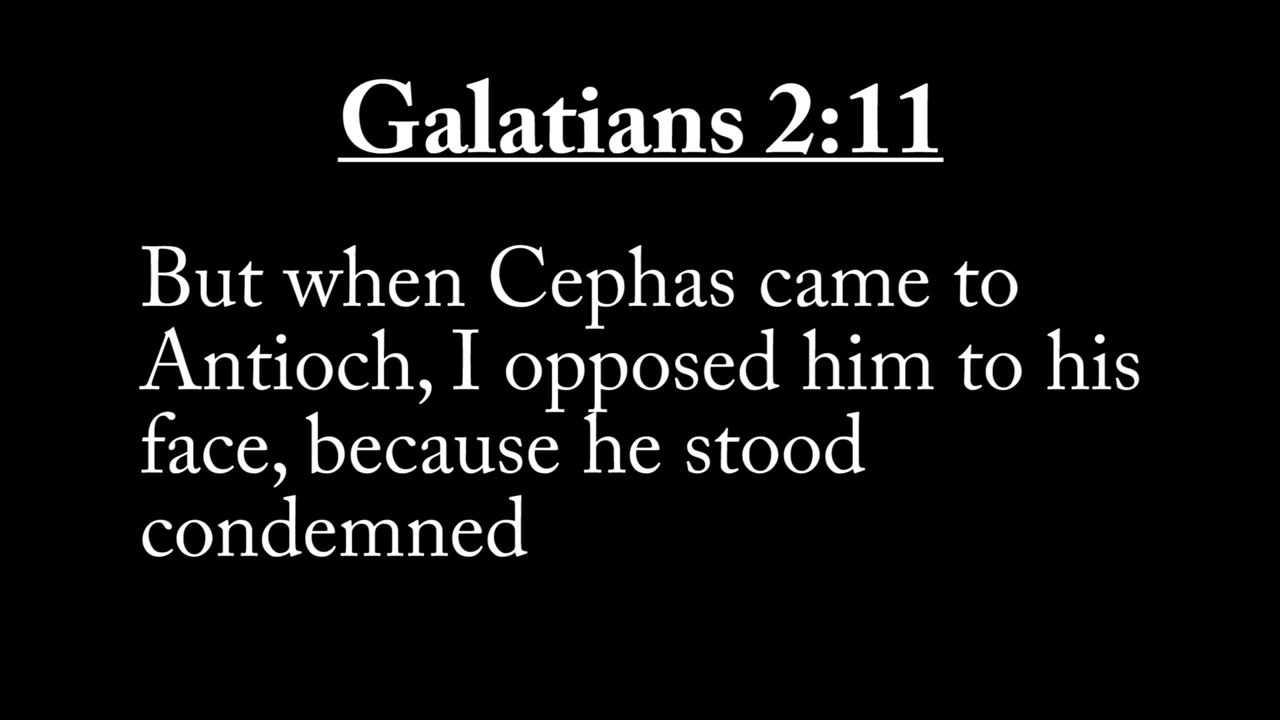 Galatians 2:11
But when Cephas came to
Antioch, I opposed him to his
face, because he stood
condemned